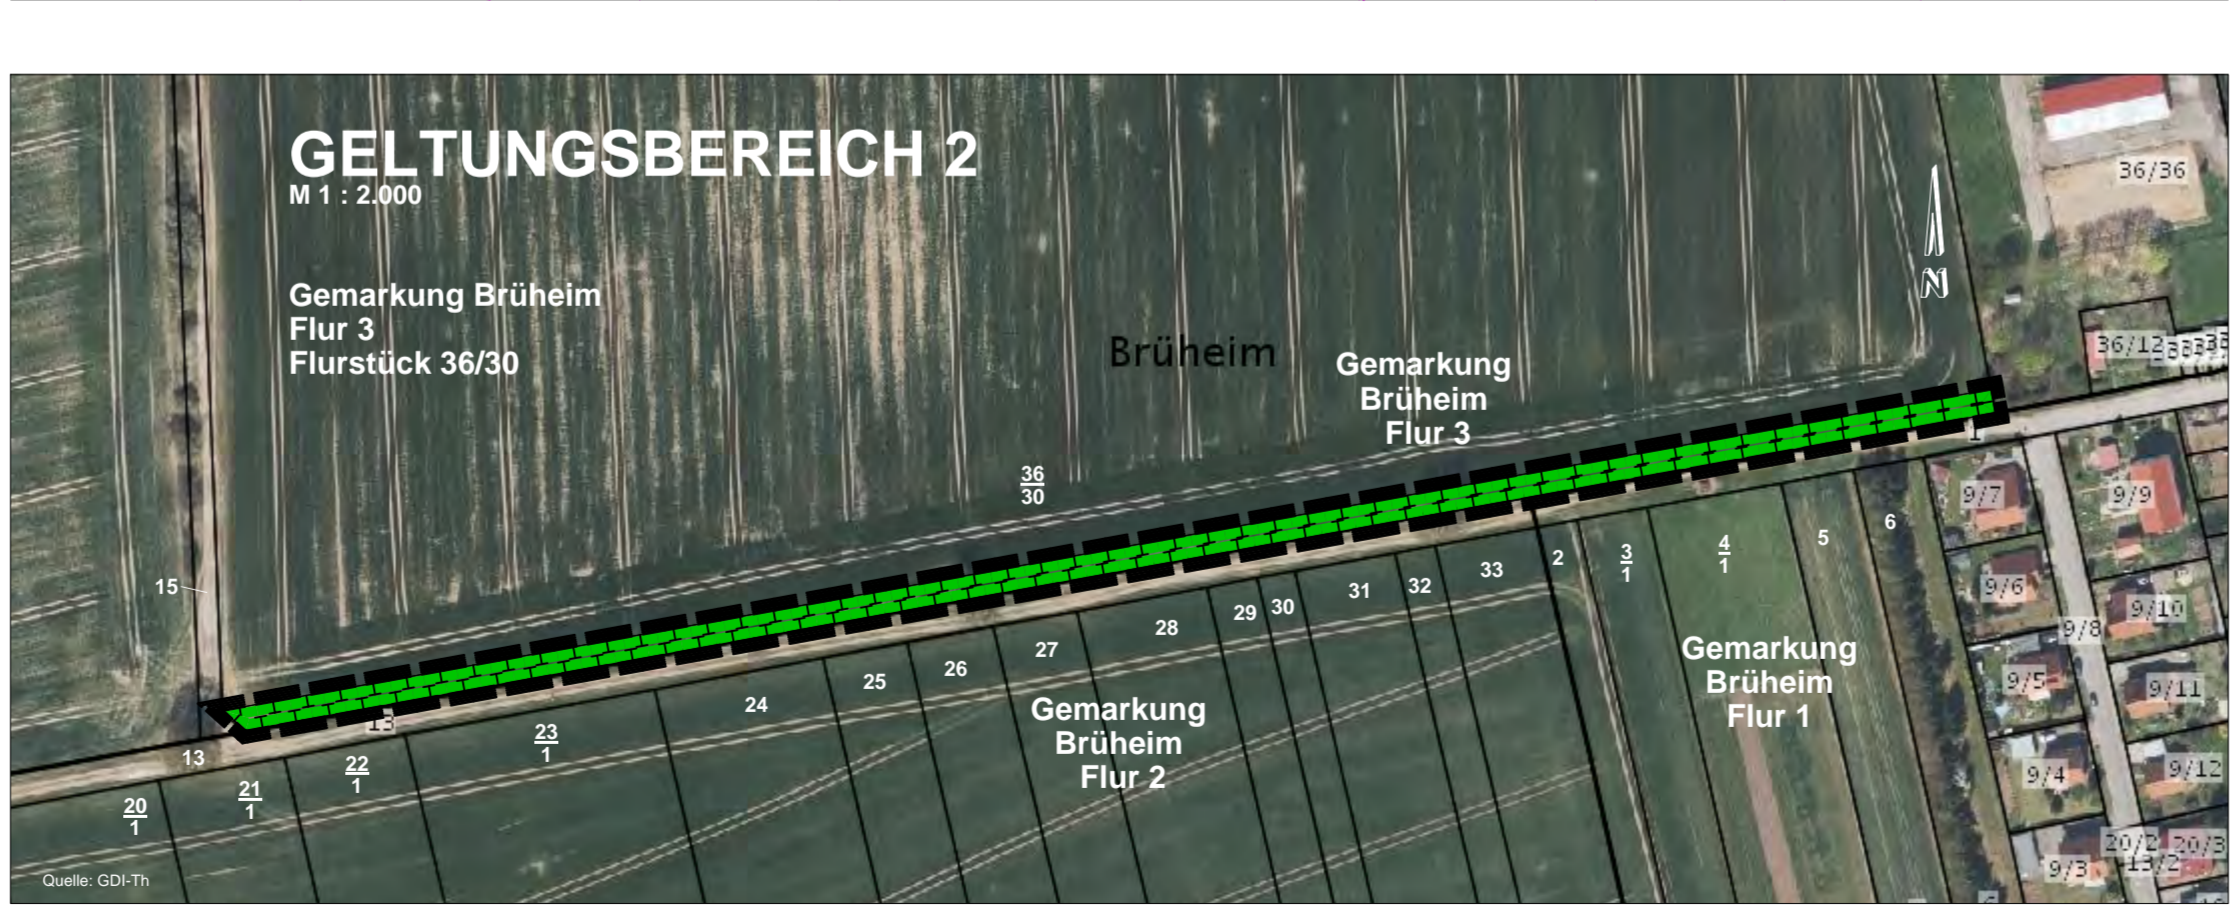 GELTUNGSBEREICH 2
M 1 : 2.000
36/36
N
Gemarkung Brüheim
Flur 3
Flurstück 36/30
Brüheim
36/12
Gemarkung
Brüheim
Flur 3
1
36
30
9/7
9/9
6
5
4
1
3
1
2
33
32
31
30
29
28
27
26
25
24
23
1
22
1
21
1
20
1
15
13
13
9/6
9/10
9/8
Gemarkung
Brüheim
Flur 1
9/5
9/11
Gemarkung
Brüheim
Flur 2
9/4
9/12
20/2
20/3
13/2
9/3
Quelle: GDI-Th